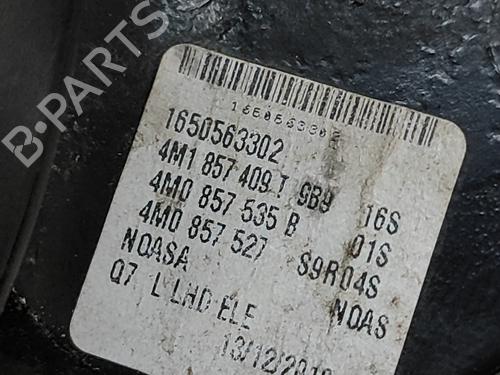 B-PARTS
1650563302
1650563302
4M1 857 409 T 9B9 16S
4M0 857 535 B 01S
4M0 857 527 S9R04S
NOASA NOAS
Q7 L LHD ELE